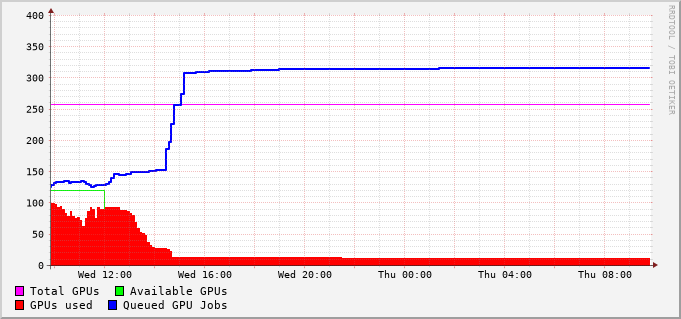 400
350
300
250
200
150
100
50
0
Wed 12:00 Wed 16:00 Wed 20:00 Thu 00:00 Thu 04:00 Thu 08:00
Total GPUs Available GPUs
GPUs used Queued GPU Jobs
RRDTOOL / TOBI OETIKER